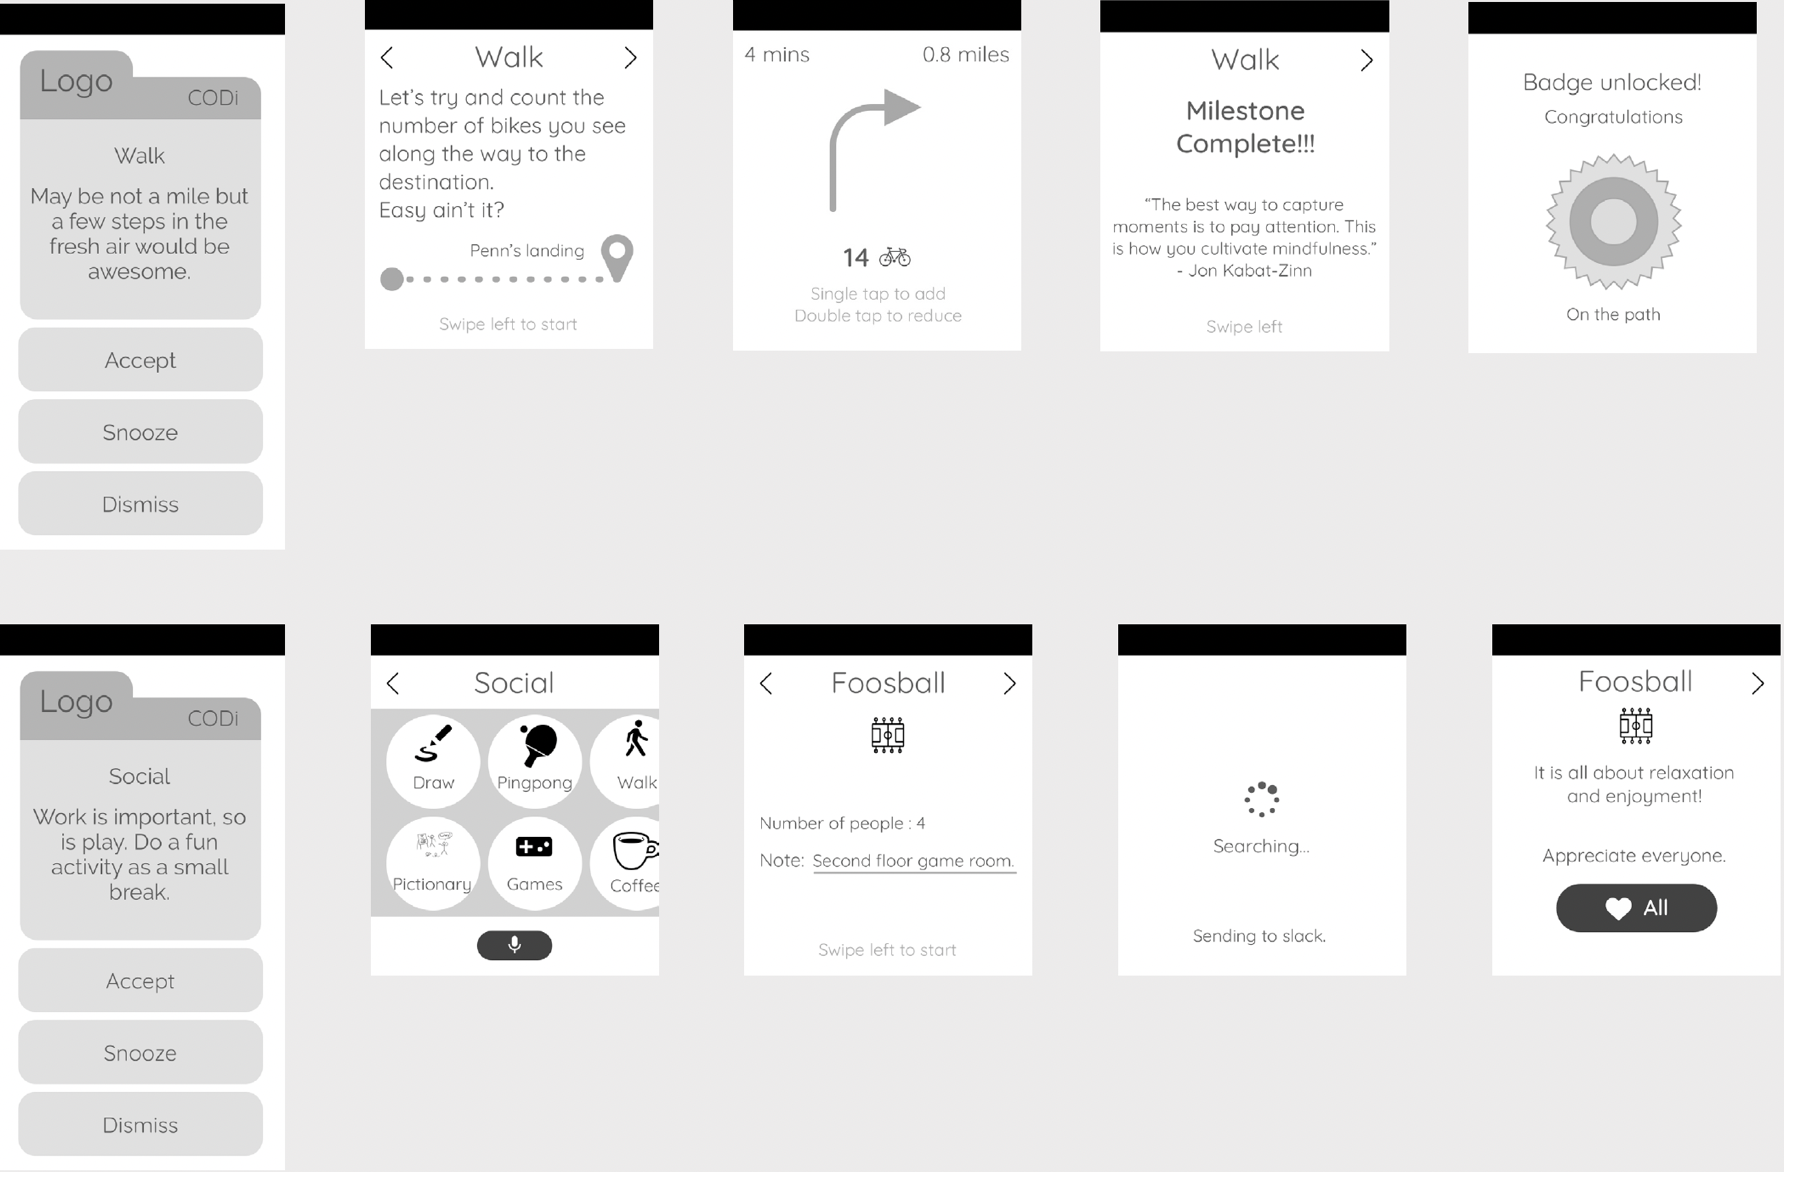 Logo
CODi
Walk
May be not a mile but
a few steps in the
fresh air would be
awesome.
Accept
Snooze
Dismiss
Walk
Let's try and count the
number of bikes you see
along the way to the
destination.
Easy ain't it?
Penn's landing
Swipe left to start
4 mins
0.8 miles
14
Single tap to add
Double tap to reduce
Walk
Milestone
Complete!!!
“The best way to capture
moments is to pay attention. This
is how you cultivate mindfulness.”
- Jon Kabat-Zinn
Swipe left
Badge unlocked!
Congratulations
On the path
Logo
CODi
Social
Work is important, so
is play. Do a fun
activity as a small
break.
Accept
Snooze
Dismiss
Social
Draw
Pingpong
Walk
Pictionary
Games
Coffee
Foosball
Number of people : 4
Note: Second floor game room.
Swipe left to start
Searching...
Sending to slack.
Foosball
It is all about relaxation
and enjoyment!
Appreciate everyone.
All